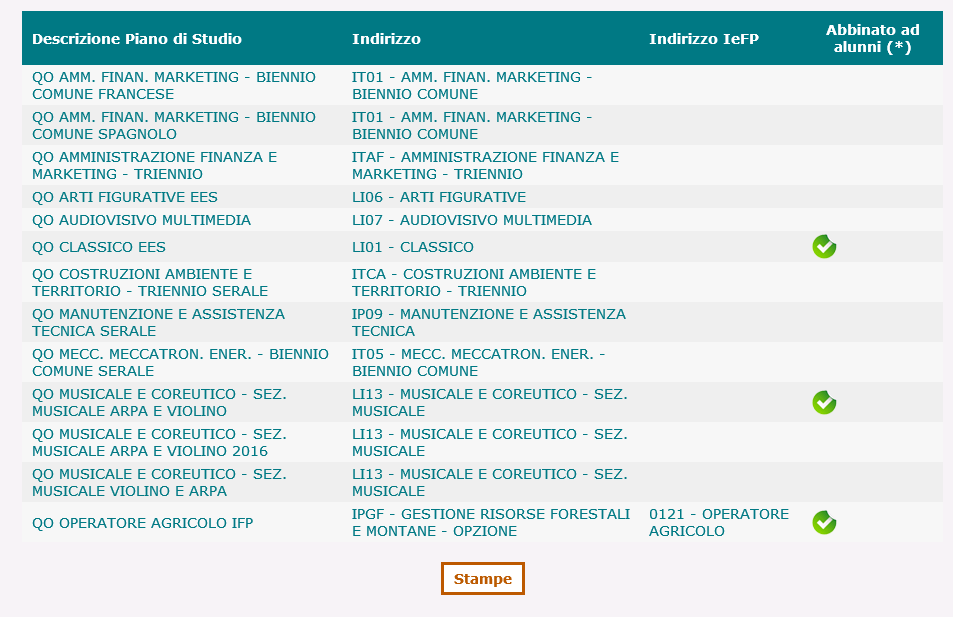 Descrizione Piano di Studio Indirizzo Indirizzo IeFP Abbinato ad
alunni (*)
QO AMM. FINAN. MARKETING - BIENNIO IT01 - AMM. FINAN. MARKETING -
COMUNE FRANCESE BIENNIO COMUNE
QO AMM. FINAN. MARKETING - BIENNIO IT01 - AMM. FINAN. MARKETING -
COMUNE SPAGNOLO BIENNIO COMUNE
QO AMMINISTRAZIONE FINANZA E ITAF - AMMINISTRAZIONE FINANZA E
MARKETING - TRIENNIO MARKETING - TRIENNIO
QO ARTI FIGURATIVE EES LI06 - ARTI FIGURATIVE
QO AUDIOVISIVO MULTIMEDIA LI07 - AUDIOVISIVO MULTIMEDIA
QO CLASSICO EES LI01 - CLASSICO
QO COSTRUZIONI AMBIENTE E ITCA - COSTRUZIONI AMBIENTE E
TERRITORIO - TRIENNIO SERALE TERRITORIO - TRIENNIO
QO MANUTENZIONE E ASSISTENZA IP09 - MANUTENZIONE E ASSISTENZA
TECNICA SERALE TECNICA
QO MECC. MECCATRON. ENER. - BIENNIO IT05 - MECC. MECCATRON. ENER. -
COMUNE SERALE BIENNIO COMUNE
QO MUSICALE E COREUTICO - SEZ. LI13 - MUSICALE E COREUTICO - SEZ.
MUSICALE ARPA E VIOLINO MUSICALE
QO MUSICALE E COREUTICO - SEZ. LI13 - MUSICALE E COREUTICO - SEZ.
MUSICALE ARPA E VIOLINO 2016 MUSICALE
QO MUSICALE E COREUTICO - SEZ. LI13 - MUSICALE E COREUTICO - SEZ.
MUSICALE VIOLINO E ARPA MUSICALE
QO OPERATORE AGRICOLO IFP IPGF - GESTIONE RISORSE FORESTALI 0121 - OPERATORE
E MONTANE - OPZIONE AGRICOLO
Stampe